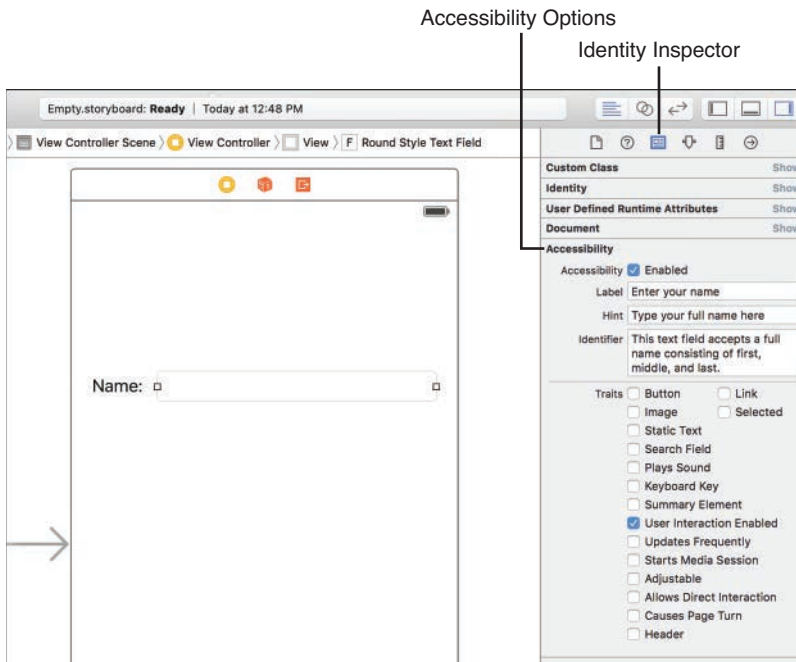 Accessibility Options
Identity Inspector
Empty.storyboard: Ready | Today at 12:48 PM
View Controller Scene 〉 View Controller 〉 View 〉 F Round Style Text Field
Custom Class Show
Identity Show
User Defined Runtime Attributes Show
Document Show
Accessibility
Accessibility Enabled
Label Enter your name
Hint Type your full name here
Identifier This text field accepts a full
name consisting of first,
middle, and last.
Name:
Traits Button Link
Image Selected
Static Text
Search Field
Plays Sound
Keyboard Key
Summary Element
User Interaction Enabled
Updates Frequently
Starts Media Session
Adjustable
Allows Direct Interaction
Causes Page Turn
Header